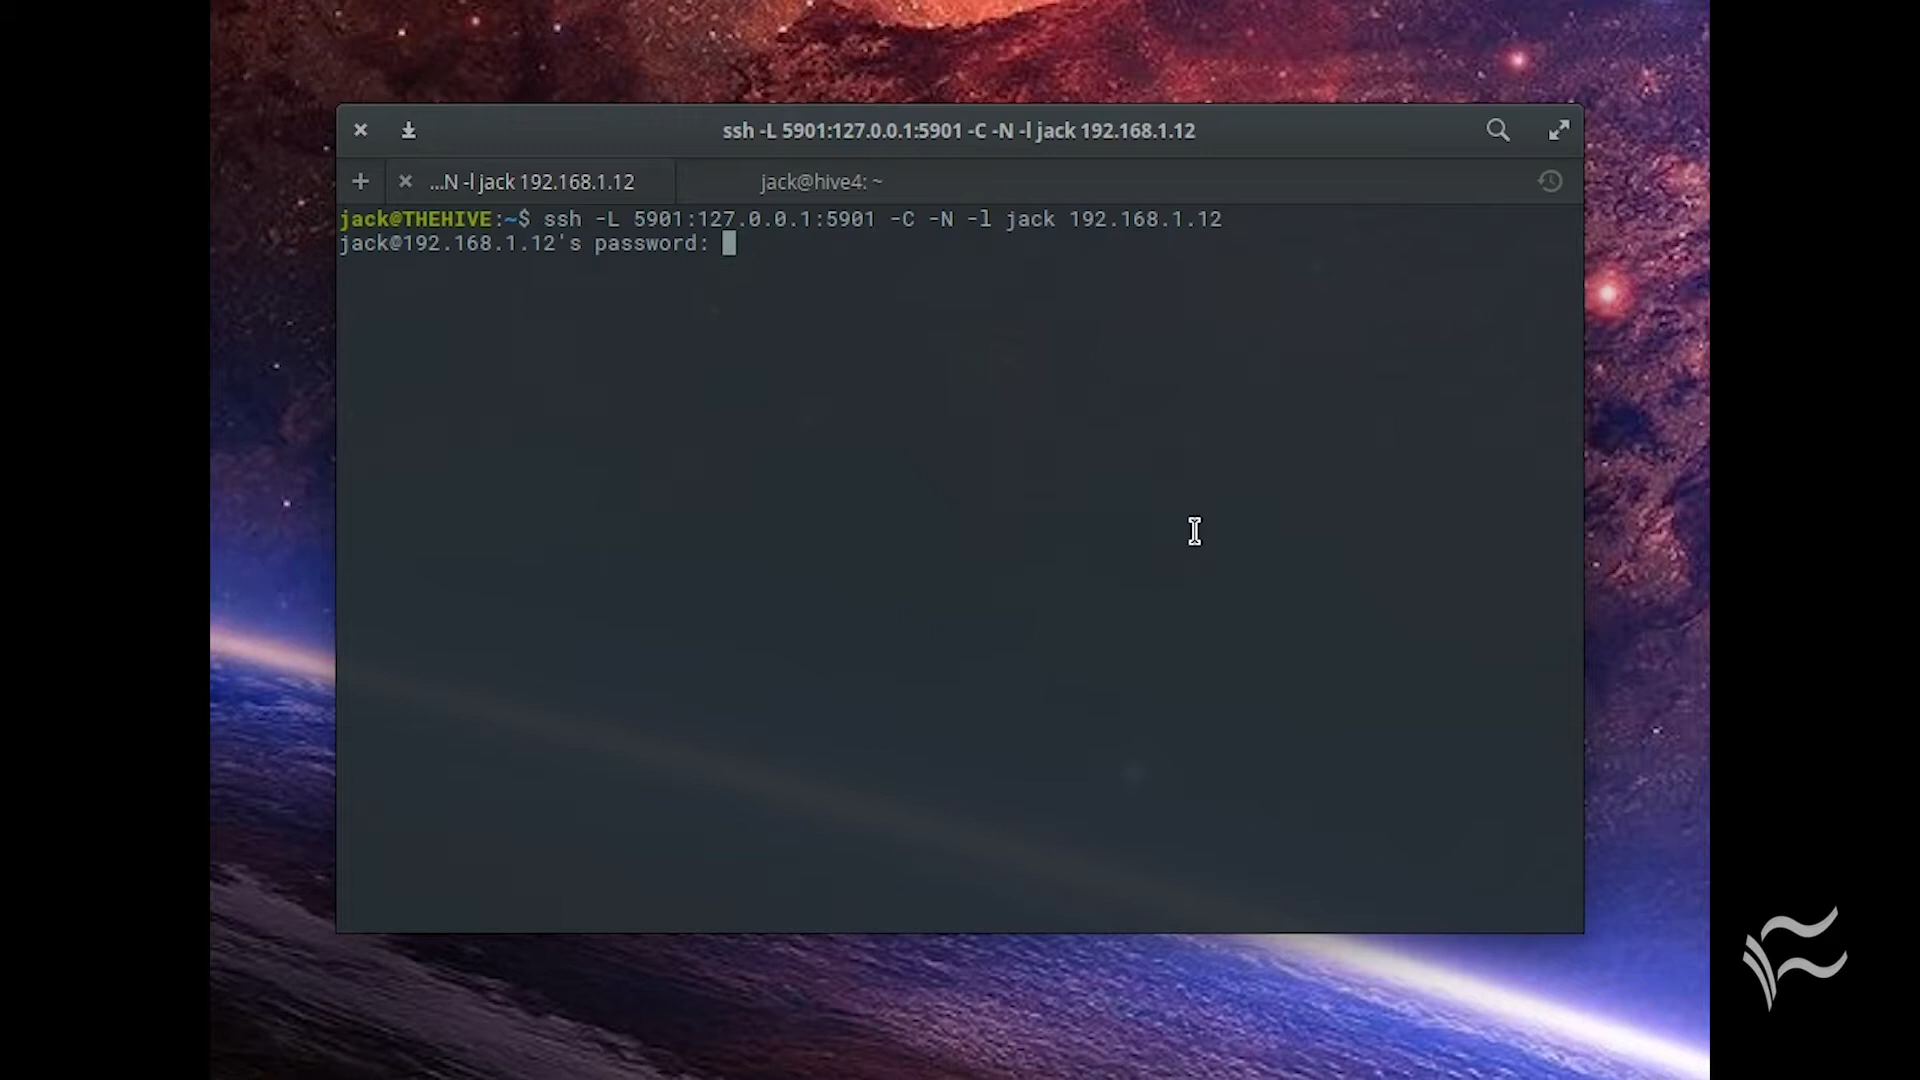 ssh -L 5901:127.0.0.1:5901 -C -N -l jack 192.168.1.12
...N -l jack 192.168.1.12
jack@hive4: ~
jack@THEHIVE:~$ ssh -L 5901:127.0.0.1:5901 -C -N -l jack 192.168.1.12
jack@192.168.1.12's password: